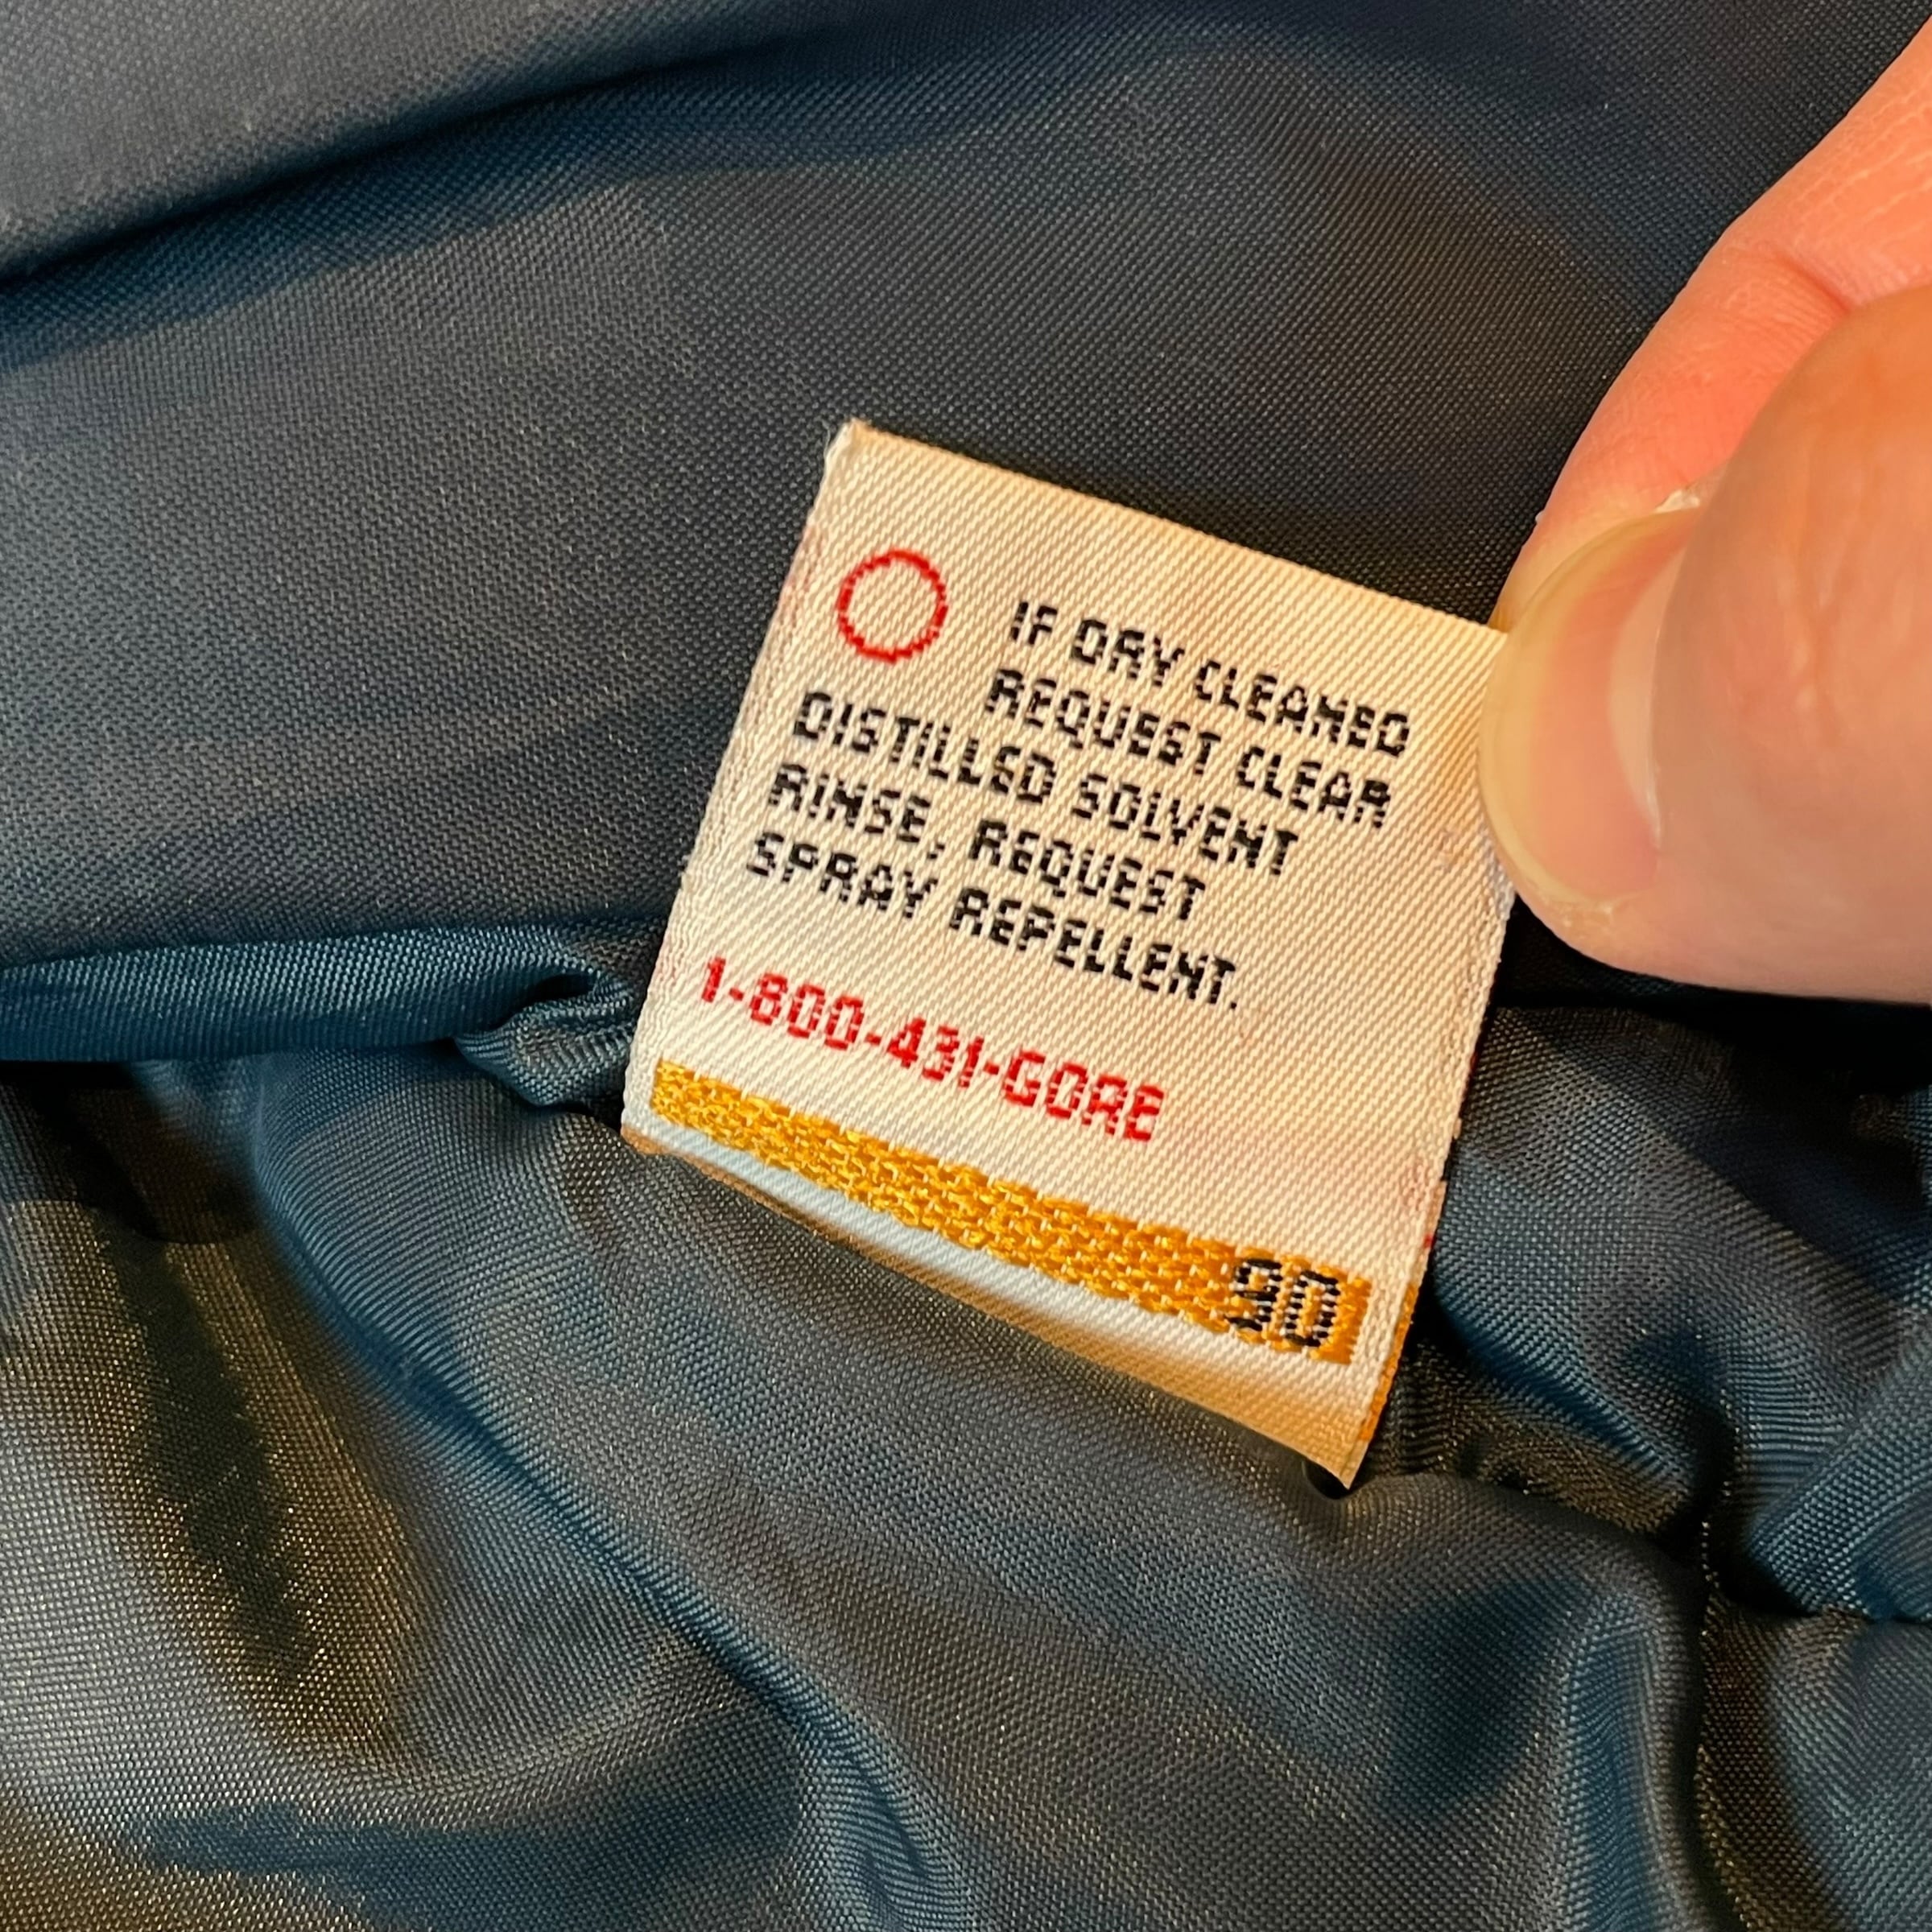 IF DRY CLEANED
REQUEST CLEAR
DISTILLED SOLVENT
RINSE, REQUEST
SPRAY REPELLENT.
1-800-431-GORE
90